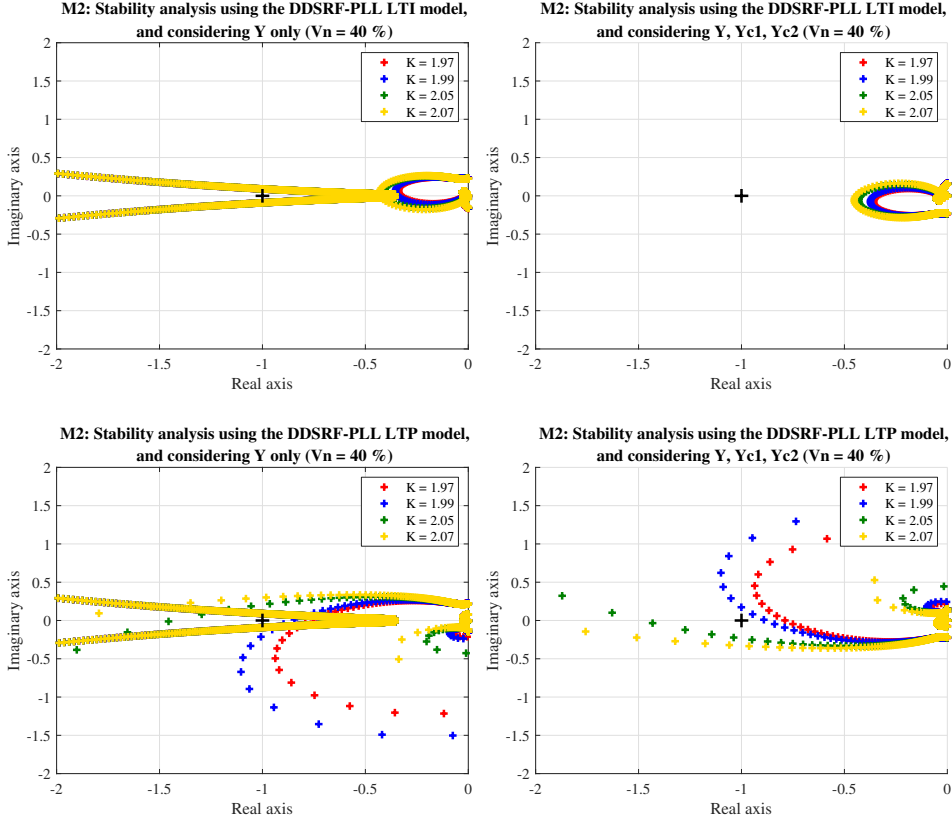 M2: Stability analysis using the DDSRF-PLL LTI model,
and considering Y only (Vn = 40 %)
2
1.5
1
0.5
0
-0.5
-1
-1.5
-2
Imaginary axis
K = 1.97
K = 1.99
K = 2.05
K = 2.07
-2
-1.5
-1
-0.5
0
Real axis
M2: Stability analysis using the DDSRF-PLL LTI model,
and considering Y, Yc1, Yc2 (Vn = 40 %)
2
1.5
1
0.5
0
-0.5
-1
-1.5
-2
Imaginary axis
K = 1.97
K = 1.99
K = 2.05
K = 2.07
-2
-1.5
-1
-0.5
0
Real axis
M2: Stability analysis using the DDSRF-PLL LTP model,
and considering Y only (Vn = 40 %)
2
1.5
1
0.5
0
-0.5
-1
-1.5
-2
Imaginary axis
K = 1.97
K = 1.99
K = 2.05
K = 2.07
-2
-1.5
-1
-0.5
0
Real axis
M2: Stability analysis using the DDSRF-PLL LTP model,
and considering Y, Yc1, Yc2 (Vn = 40 %)
2
1.5
1
0.5
0
-0.5
-1
-1.5
-2
Imaginary axis
K = 1.97
K = 1.99
K = 2.05
K = 2.07
-2
-1.5
-1
-0.5
0
Real axis